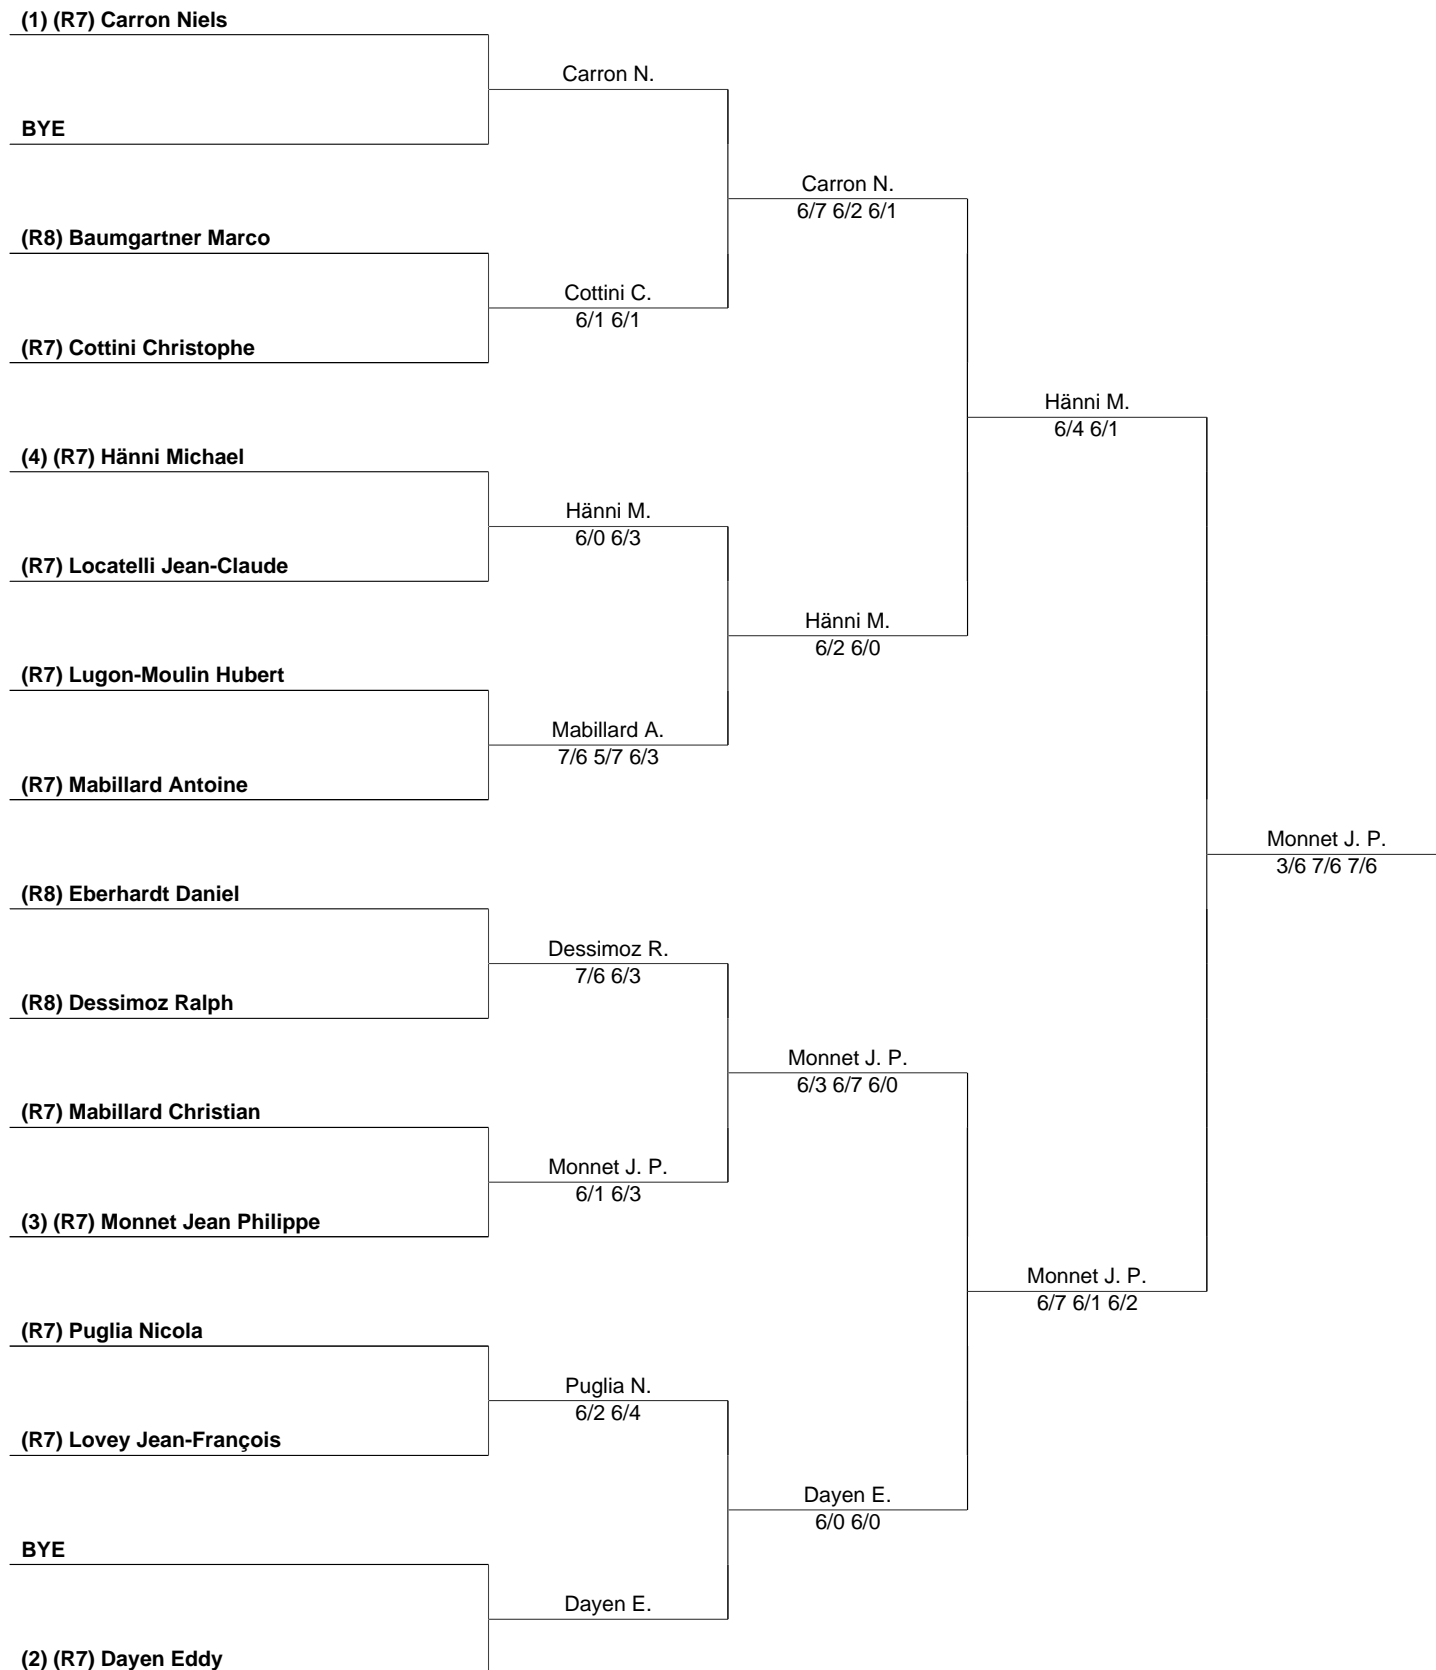 (1) (R7) Carron Niels
Carron N.
BYE
Carron N.
6/7 6/2 6/1
(R8) Baumgartner Marco
Cottini C.
6/1 6/1
(R7) Cottini Christophe
Hänni M.
6/4 6/1
(4) (R7) Hänni Michael
Hänni M.
6/0 6/3
(R7) Locatelli Jean-Claude
Hänni M.
6/2 6/0
(R7) Lugon-Moulin Hubert
Mabillard A.
7/6 5/7 6/3
(R7) Mabillard Antoine
Monnet J. P.
3/6 7/6 7/6
(R8) Eberhardt Daniel
Dessimoz R.
7/6 6/3
(R8) Dessimoz Ralph
Monnet J. P.
6/3 6/7 6/0
(R7) Mabillard Christian
Monnet J. P.
6/1 6/3
(3) (R7) Monnet Jean Philippe
Monnet J. P.
6/7 6/1 6/2
(R7) Puglia Nicola
Puglia N.
6/2 6/4
(R7) Lovey Jean-François
Dayen E.
6/0 6/0
BYE
Dayen E.
(2) (R7) Dayen Eddy